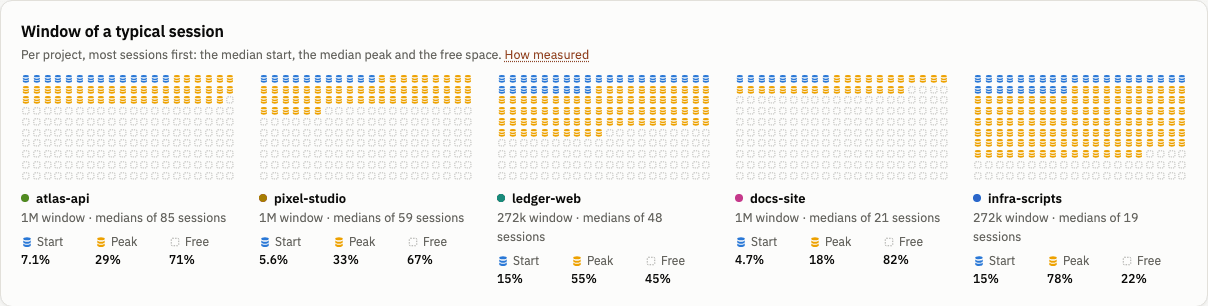 Window of a typical session
Per project, most sessions first: the median start, the median peak and the free space. How measured
atlas-api
1M window · medians of 85 sessions
Start Peak Free
7.1% 29% 71%
pixel-studio
1M window · medians of 59 sessions
Start Peak Free
5.6% 33% 67%
ledger-web
272k window · medians of 48
sessions
Start Peak Free
15% 55% 45%
docs-site
1M window · medians of 21 sessions
Start Peak Free
4.7% 18% 82%
infra-scripts
272k window · medians of 19
sessions
Start Peak Free
15% 78% 22%